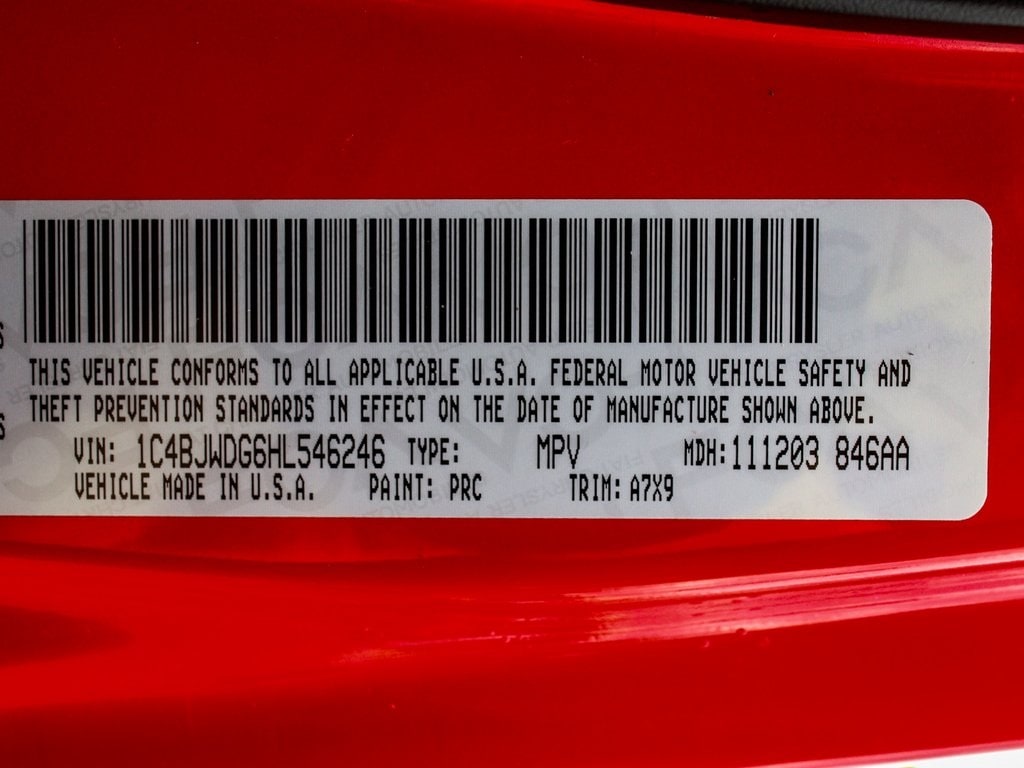 THIS VEHICLE CONFORMS TO ALL APPLICABLE U.S.A. FEDERAL MOTOR VEHICLE SAFETY AND
THEFT PREVENTION STANDARDS IN EFFECT ON THE DATE OF MANUFACTURE SHOWN ABOVE.
VIN: 1C4BJWDG6HL546246 TYPE: MPV MDH:111203 846AA
VEHICLE MADE IN U.S.A. PAINT: PRC TRIM: A7X9